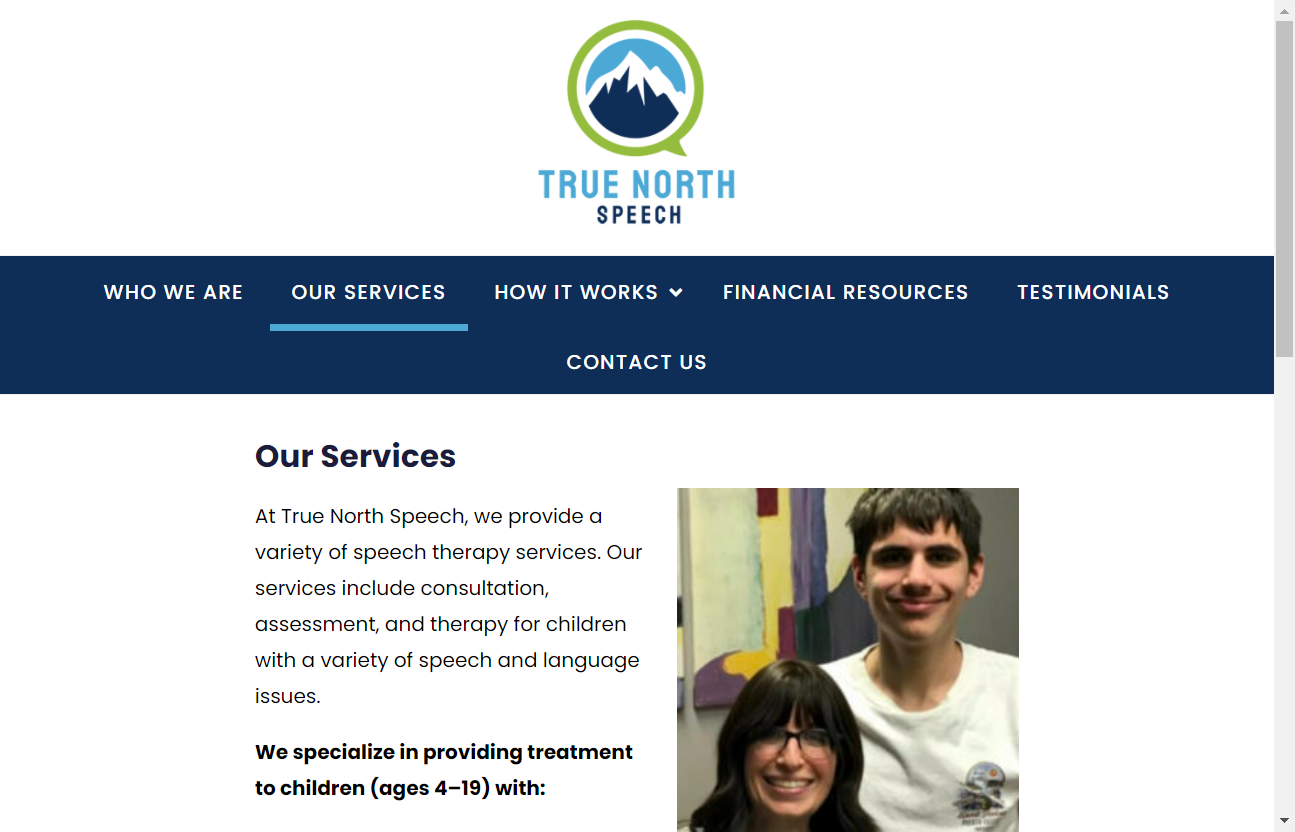 TRUE NORTH
SPEECH
WHO WE ARE
OUR SERVICES
HOW IT WORKS
FINANCIAL RESOURCES
TESTIMONIALS
CONTACT US
Our Services
At True North Speech, we provide a
variety of speech therapy services. Our
services include consultation,
assessment, and therapy for children
with a variety of speech and language
issues.
We specialize in providing treatment
to children (ages 4–19) with: